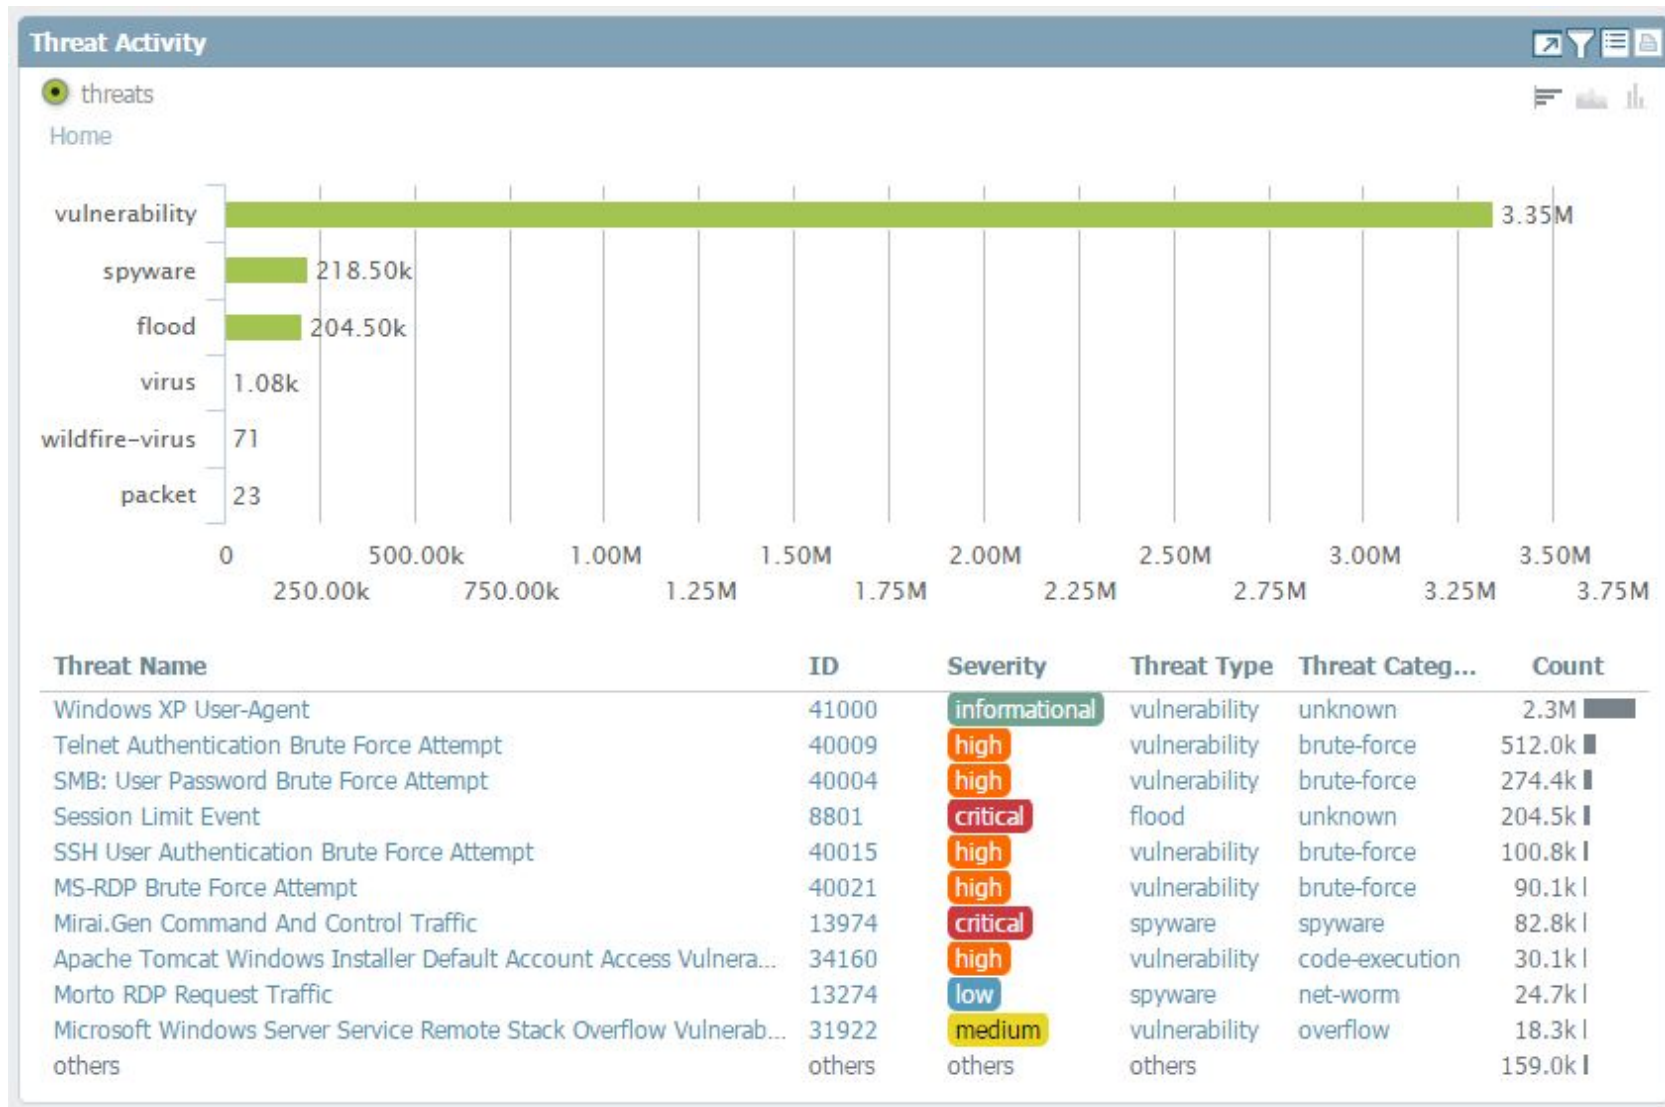 Threat Activity
threats
Home
vulnerability 3.35M
spyware 218.50k
flood 204.50k
virus 1.08k
wildfire-virus 71
packet 23
0 500.00k 1.00M 1.50M 2.00M 2.50M 3.00M 3.50M
250.00k 750.00k 1.25M 1.75M 2.25M 2.75M 3.25M 3.75M
Threat Name ID Severity Threat Type Threat Categ... Count
Windows XP User-Agent 41000 informational vulnerability unknown 2.3M
Telnet Authentication Brute Force Attempt 40009 high vulnerability brute-force 512.0k
SMB: User Password Brute Force Attempt 40004 high vulnerability brute-force 274.4k
Session Limit Event 8801 critical flood unknown 204.5k
SSH User Authentication Brute Force Attempt 40015 high vulnerability brute-force 100.8k
MS-RDP Brute Force Attempt 40021 high vulnerability brute-force 90.1k
Mirai.Gen Command And Control Traffic 13974 critical spyware spyware 82.8k
Apache Tomcat Windows Installer Default Account Access Vulnera... 34160 high vulnerability code-execution 30.1k
Morto RDP Request Traffic 13274 low spyware net-worm 24.7k
Microsoft Windows Server Service Remote Stack Overflow Vulnerab... 31922 medium vulnerability overflow 18.3k
others others others others 159.0k